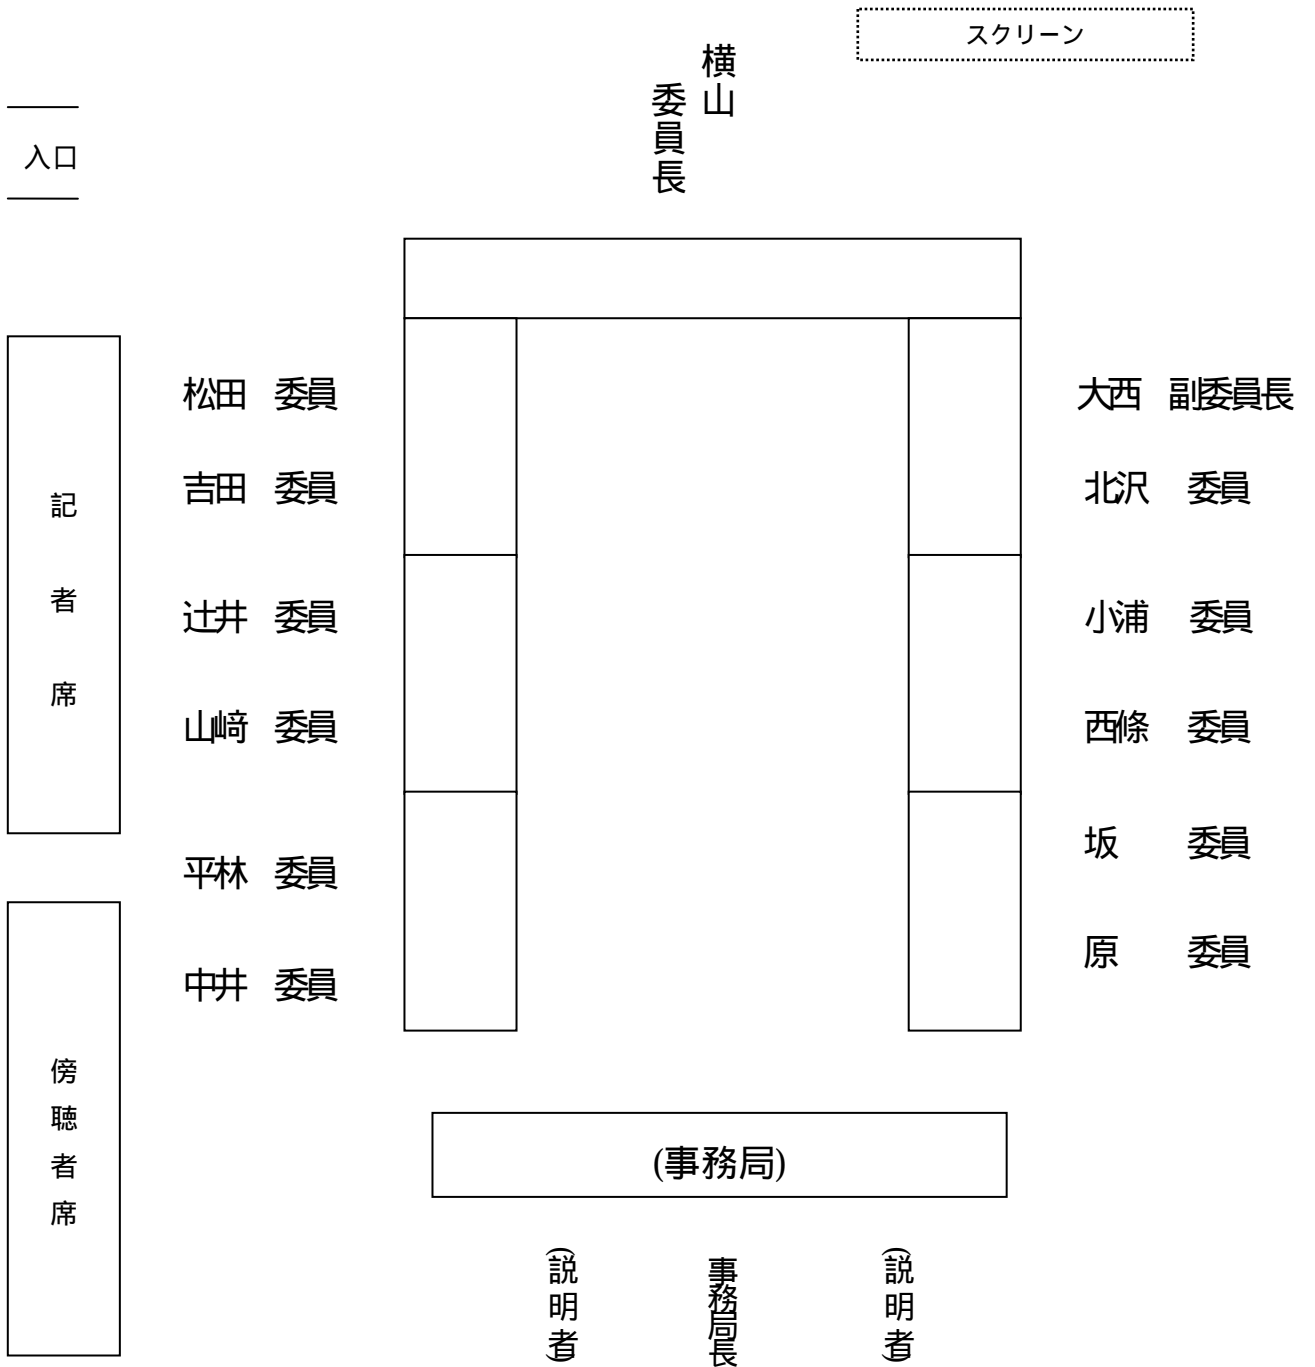 スクリーン
横山
委員長
入口
松田 委員
大西 副委員長
吉田 委員
北沢 委員
辻井 委員
小浦 委員
山﨑 委員
西條 委員
平林 委員
坂 委員
中井 委員
原 委員
記者席
傍聴者席
(事務局)
(説明者)
事務局長
(説明者)